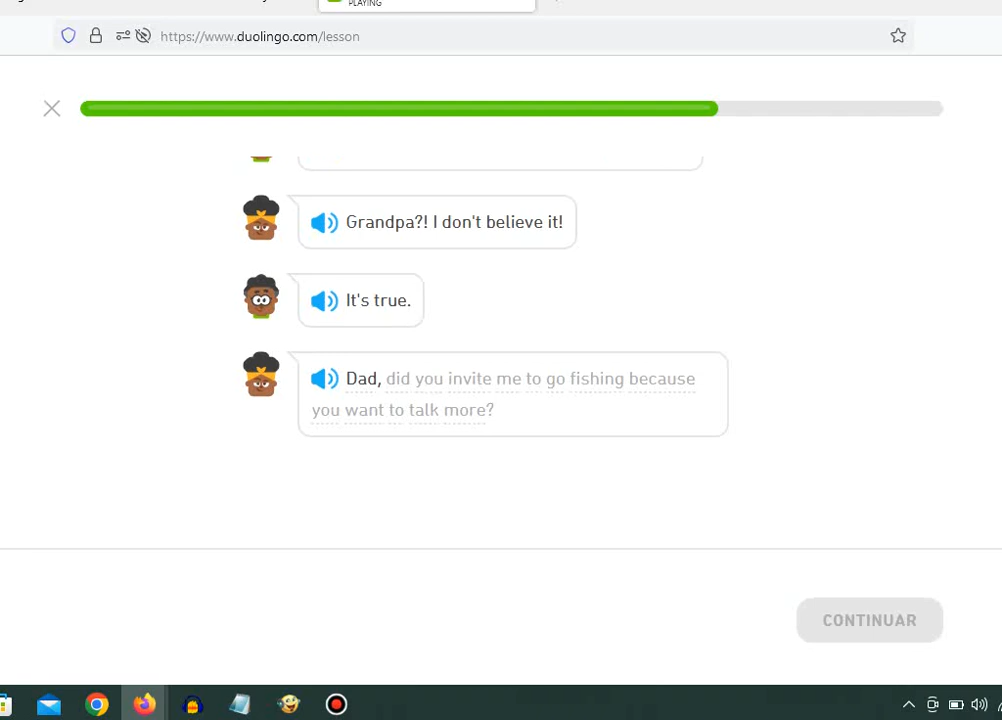 PLAYING
https://www.duolingo.com/lesson
Grandpa?! I don't believe it!
It's true.
Dad, did you invite me to go fishing because
you want to talk more?
CONTINUAR